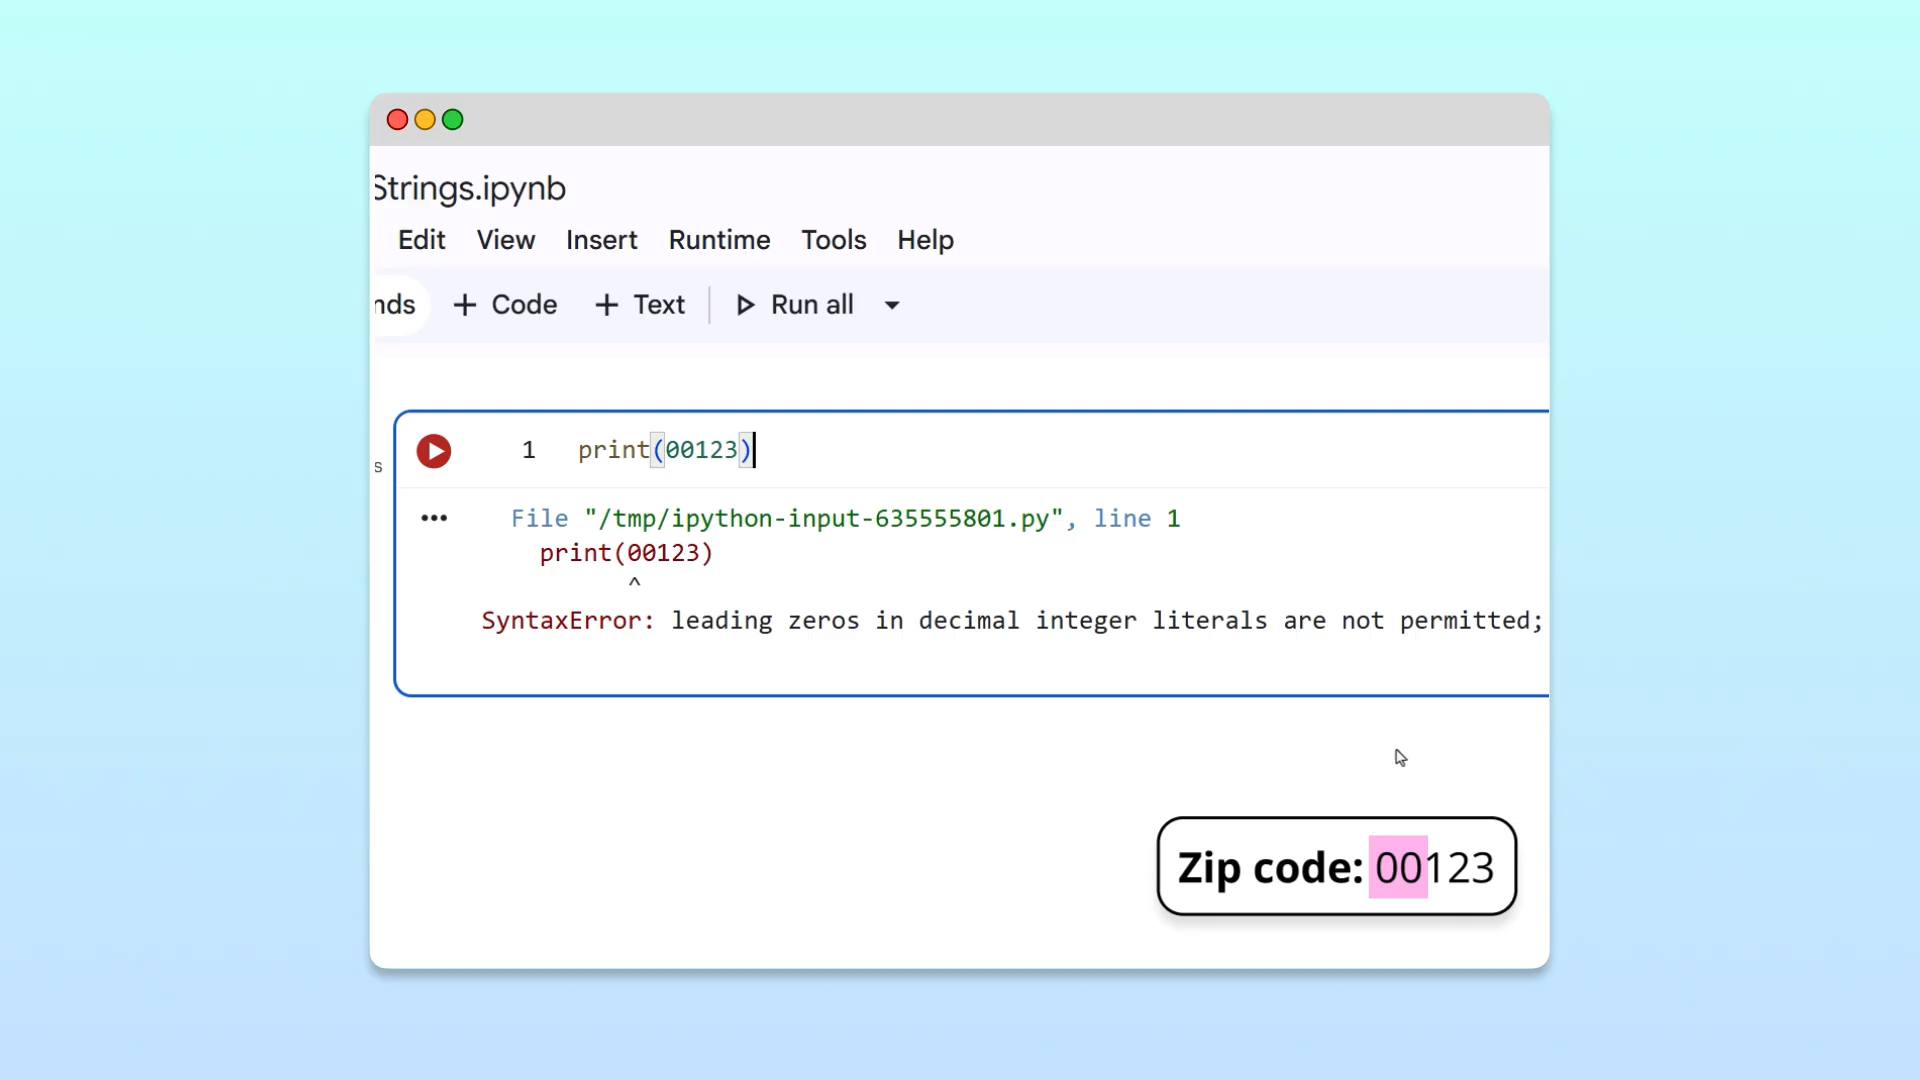 Strings.ipynb
Edit View Insert Runtime Tools Help
nds + Code + Text Run all
1 print(00123)
s
••• File "/tmp/ipython-input-635555801.py", line 1
print(00123)
^
SyntaxError: leading zeros in decimal integer literals are not permitted;
Zip code: 00123